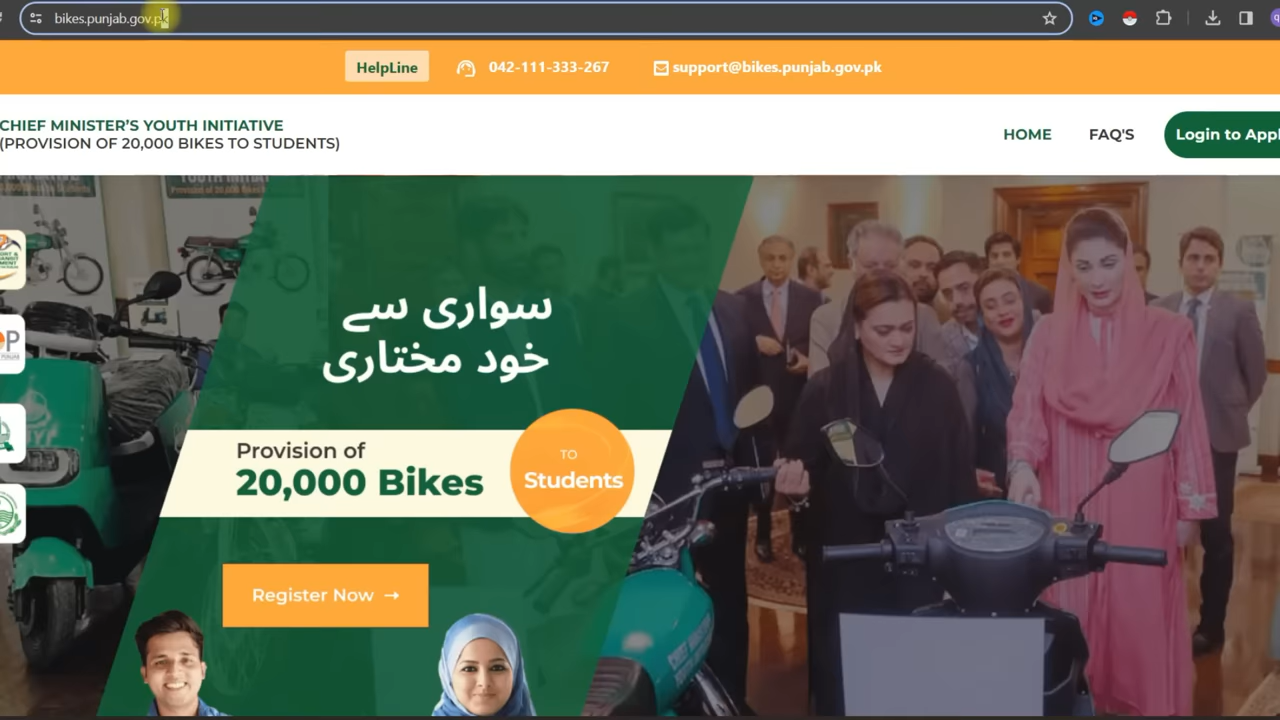 bikes.punjab.gov.pk
HelpLine 042-111-333-267 support@bikes.punjab.gov.pk
CHIEF MINISTER'S YOUTH INITIATIVE
(PROVISION OF 20,000 BIKES TO STUDENTS)
HOME FAQ'S Login to
سواری سے
خود مختاری
Provision of
20,000 Bikes
TO
Students
Register Now →